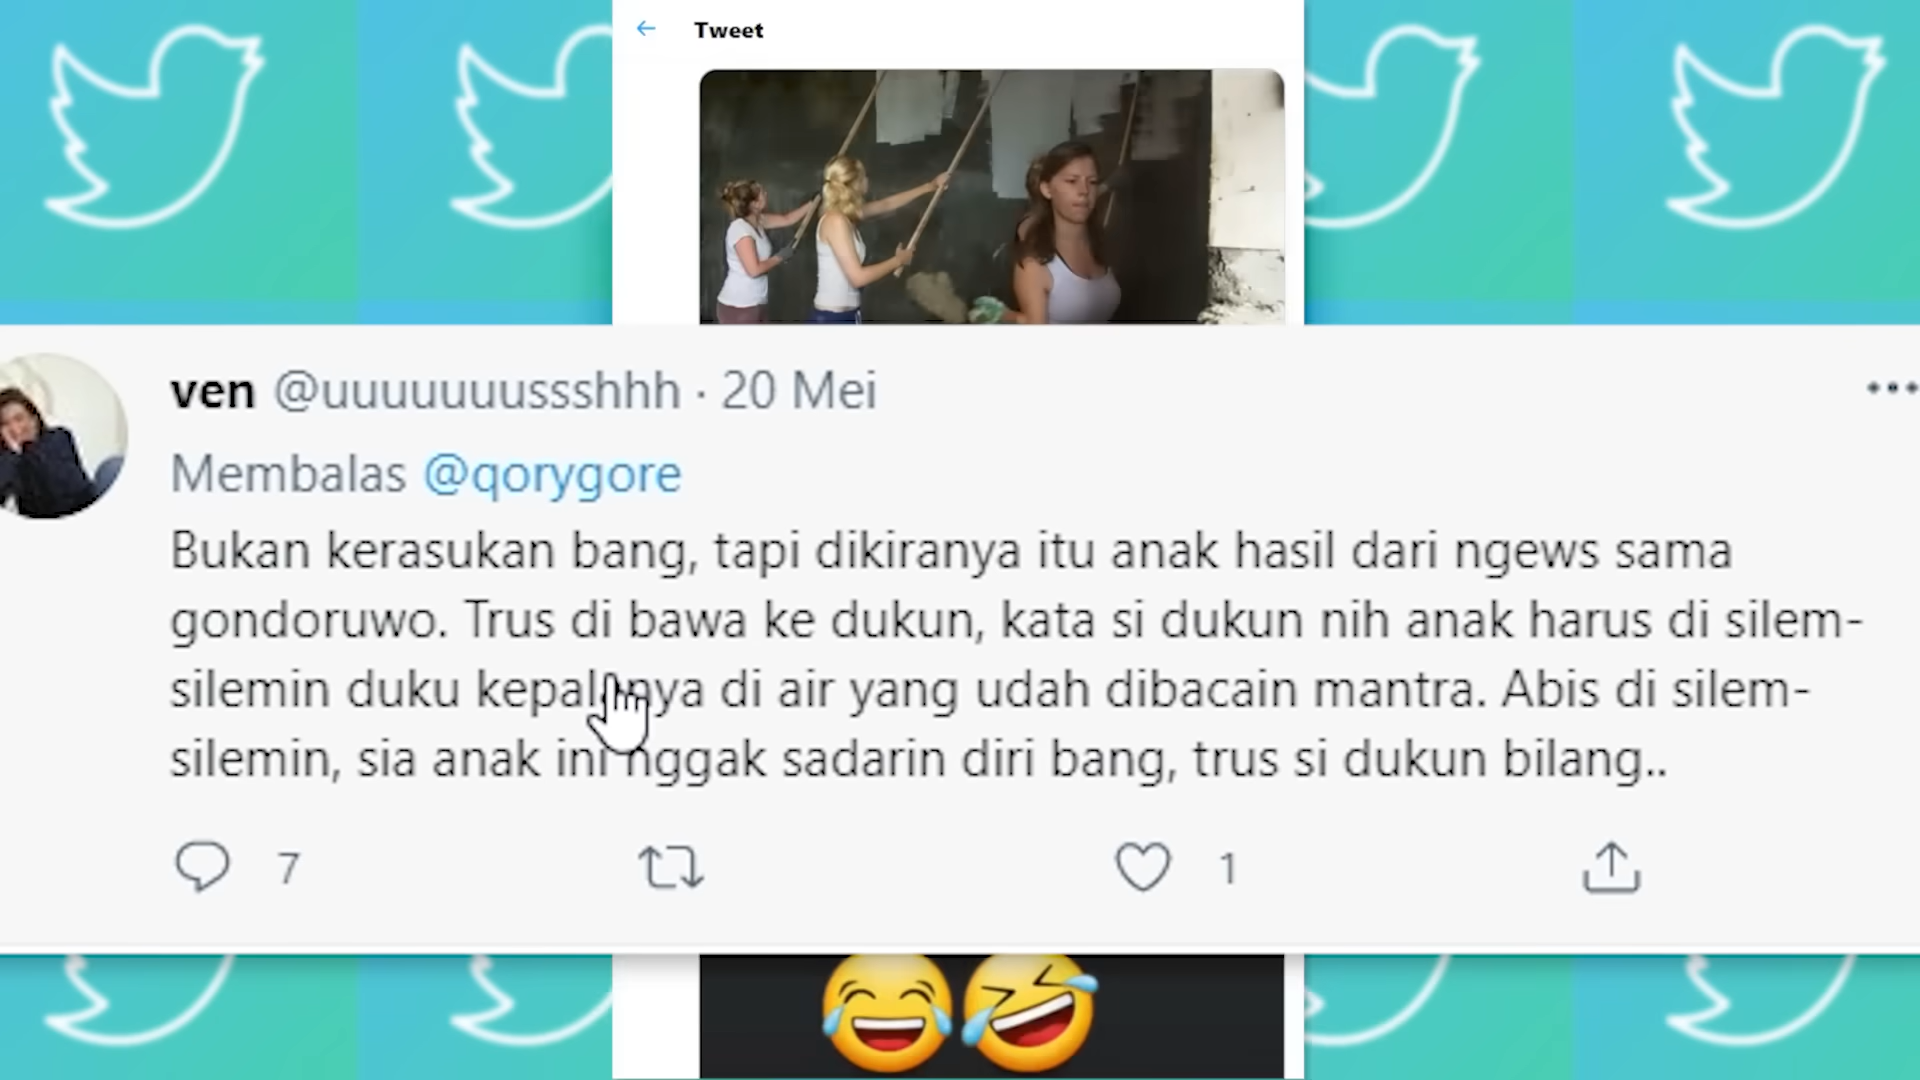 Tweet
ven @uuuuuuussshhh · 20 Mei
Membalas @qorygore
Bukan kerasukan bang, tapi dikiranya itu anak hasil dari ngews sama
gondoruwo. Trus di bawa ke dukun, kata si dukun nih anak harus di silem-
silemin duku kepalanya di air yang udah dibacain mantra. Abis di silem-
silemin, sia anak ini nggak sadarin diri bang, trus si dukun bilang..
7 1